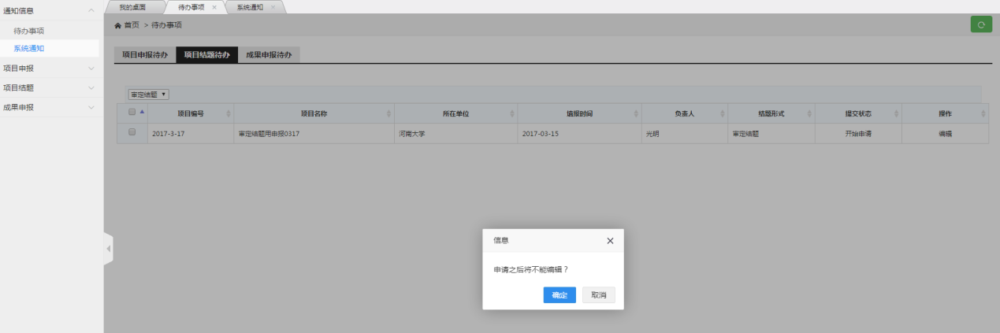 通知信息
待办事项
系统通知
项目申报
项目结题
成果申报
我的桌面 待办事项 × 系统通知 ×
首页 > 待办事项
项目申报待办 项目结题待办 成果申报待办
审定结题
项目编号 项目名称 所在单位 填报时间 负责人 结题形式 提交状态 操作
2017-3-17 审定结题用申报0317 河南大学 2017-03-15 光明 审定结题 开始申请 编辑
信息
申请之后将不能编辑？
确定 取消